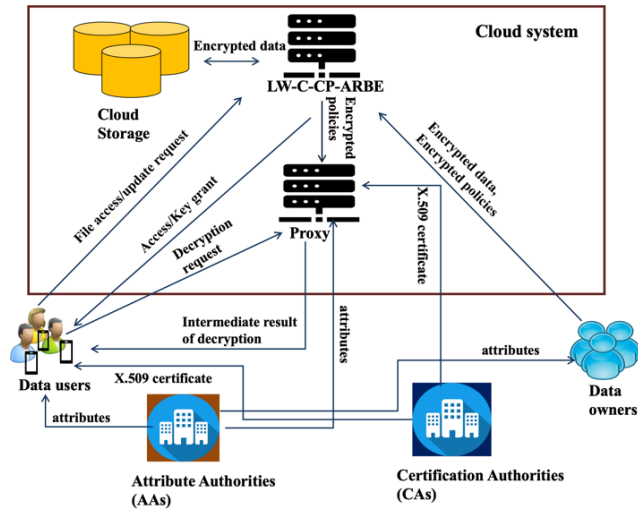 Cloud system
Encrypted data
LW-C-CP-ARBE
Cloud
Storage
Encrypted
policies
Encrypted data,
Encrypted policies
File access/update request
Access/Key grant
Decryption
request
Proxy
X.509 certificate
Intermediate result
of decryption
attributes
attributes
Data users
X.509 certificate
Data
owners
attributes
Attribute Authorities
(AAs)
Certification Authorities
(CAs)